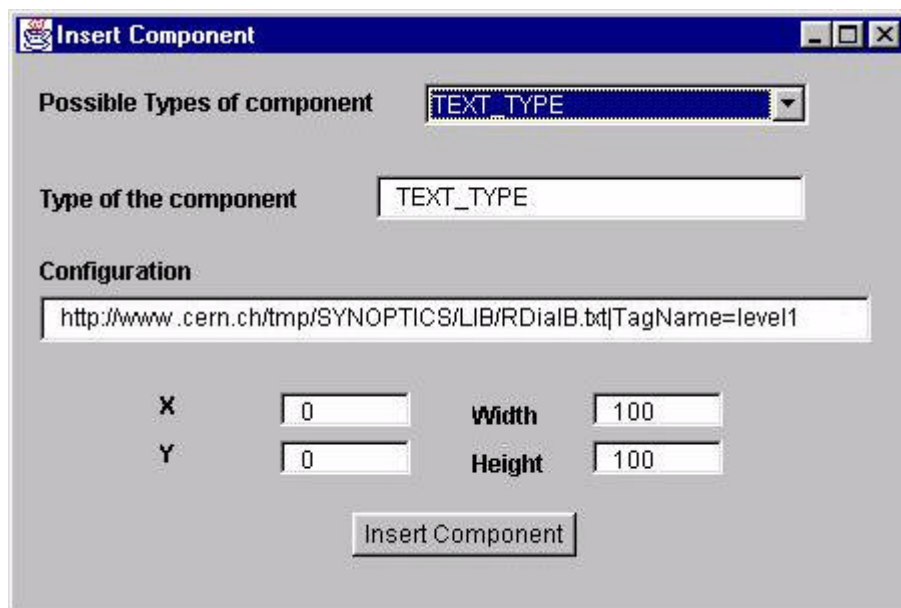 Insert Component
Possible Types of component TEXT_TYPE
Type of the component TEXT_TYPE
Configuration
http://www.cern.ch/tmp/SYNOPTICS/LIB/RDialB.txt|TagName=level1
X 0 Width 100
Y 0 Height 100
Insert Component